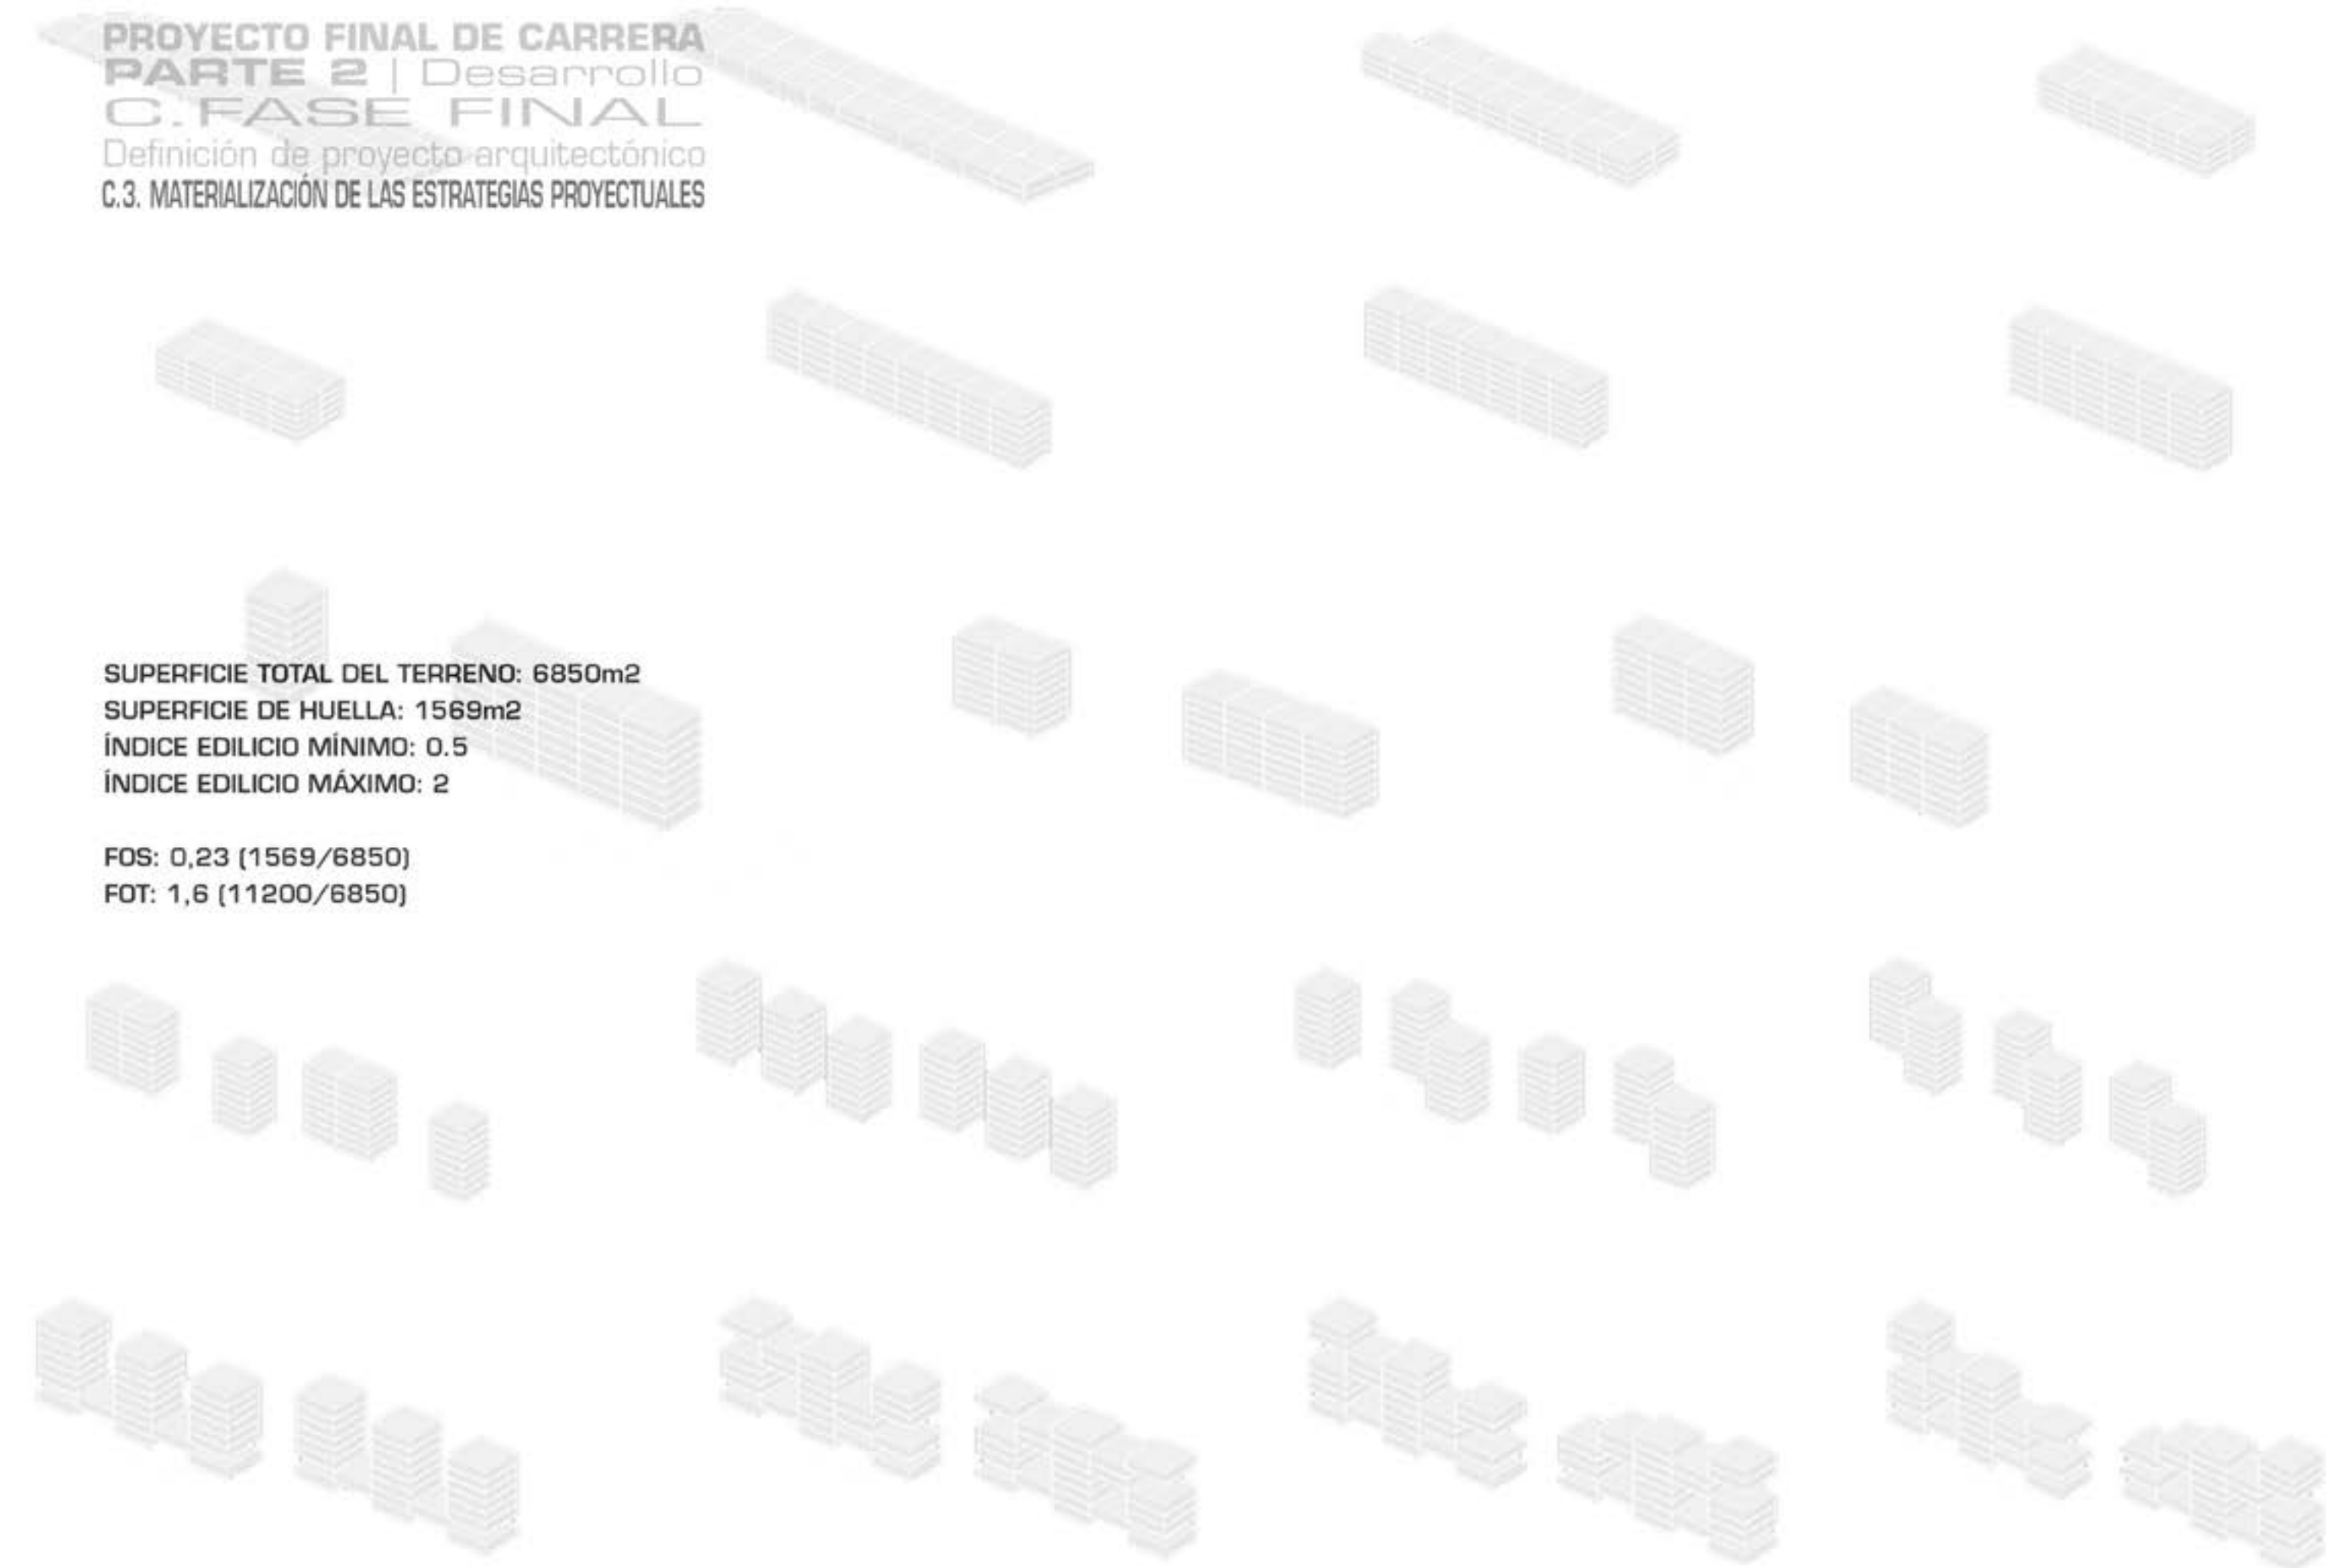 PROYECTO FINAL DE CARRERA
PARTE 2 | Desarrollo
C.FASE FINAL
Definición de proyecto arquitectónico
C.3. MATERIALIZACIÓN DE LAS ESTRATEGIAS PROYECTUALES
SUPERFICIE TOTAL DEL TERRENO: 6850m2
SUPERFICIE DE HUELLA: 1569m2
ÍNDICE EDILICIO MÍNIMO: 0.5
ÍNDICE EDILICIO MÁXIMO: 2
FOS: 0,23 (1569/6850)
FOT: 1,6 (11200/6850)